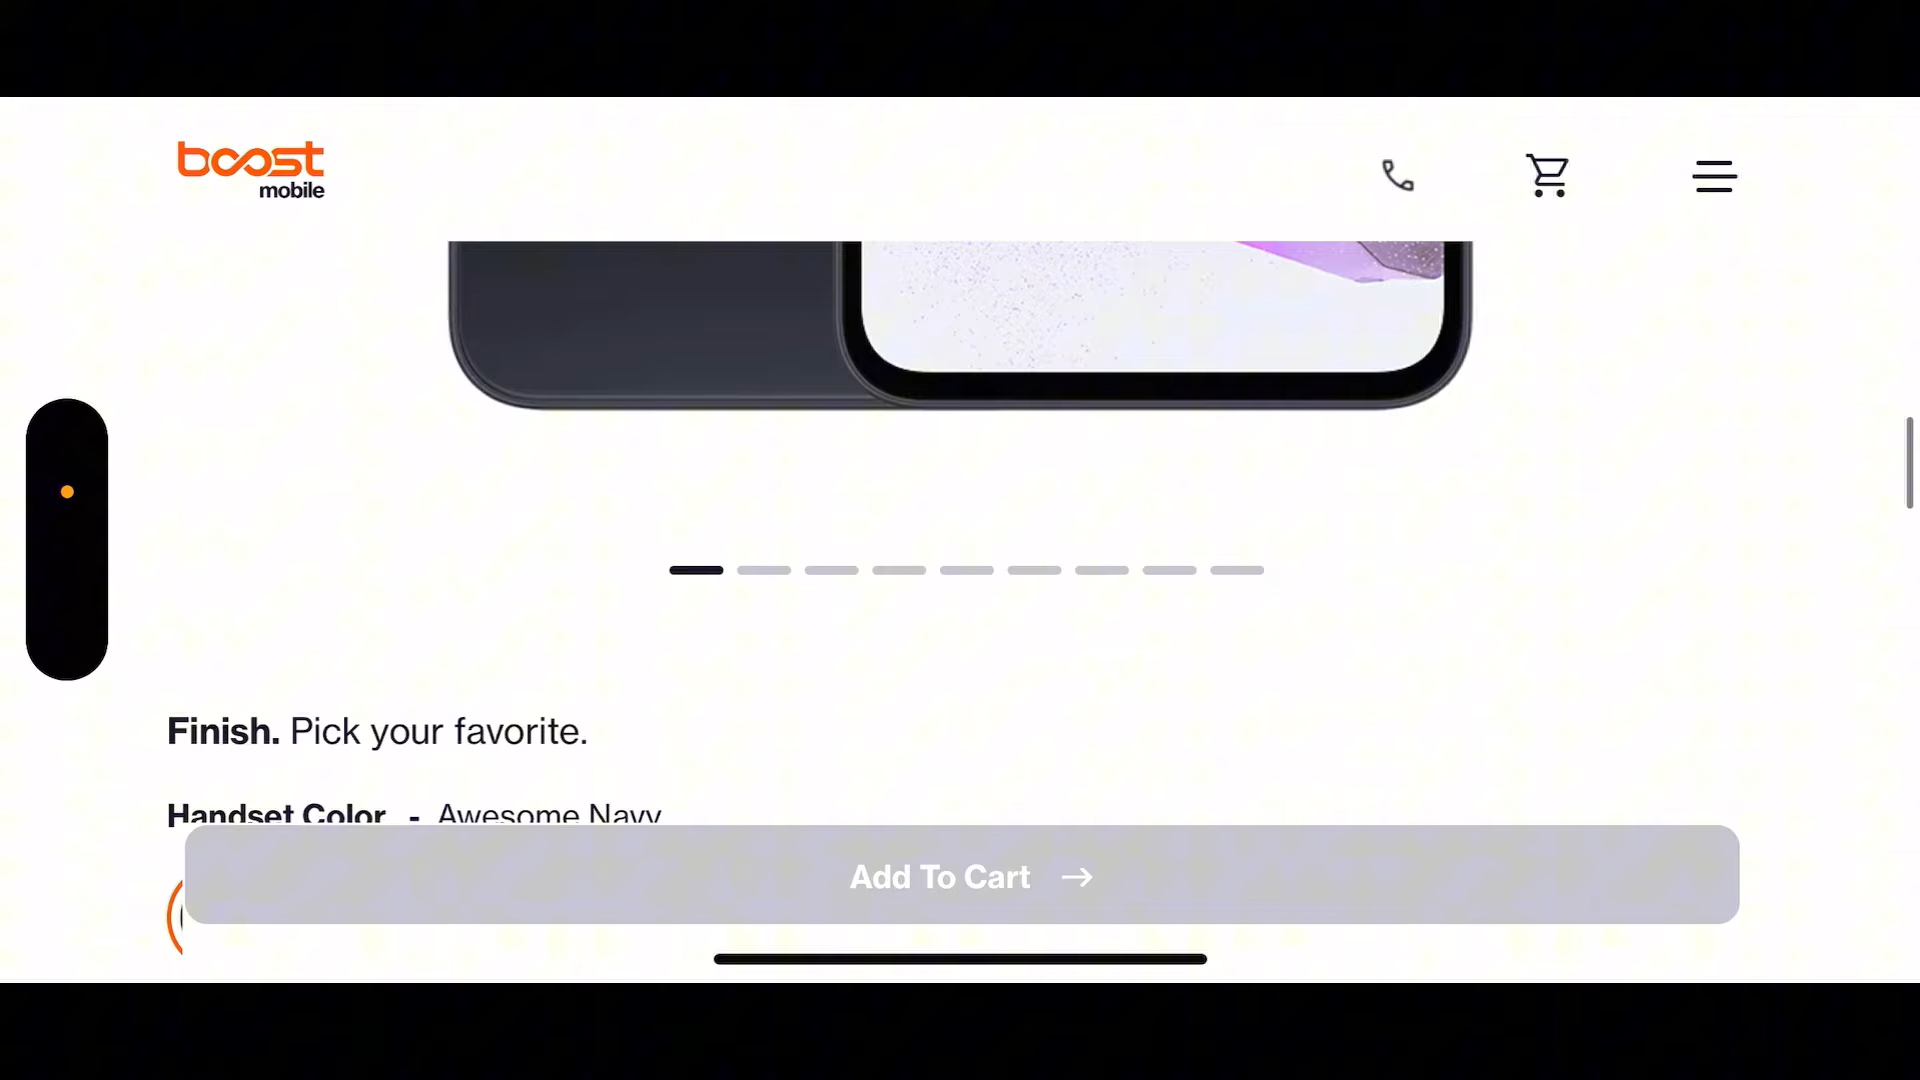 boost
mobile
Finish. Pick your favorite.
Handset Color - Awesome Navy
Add To Cart